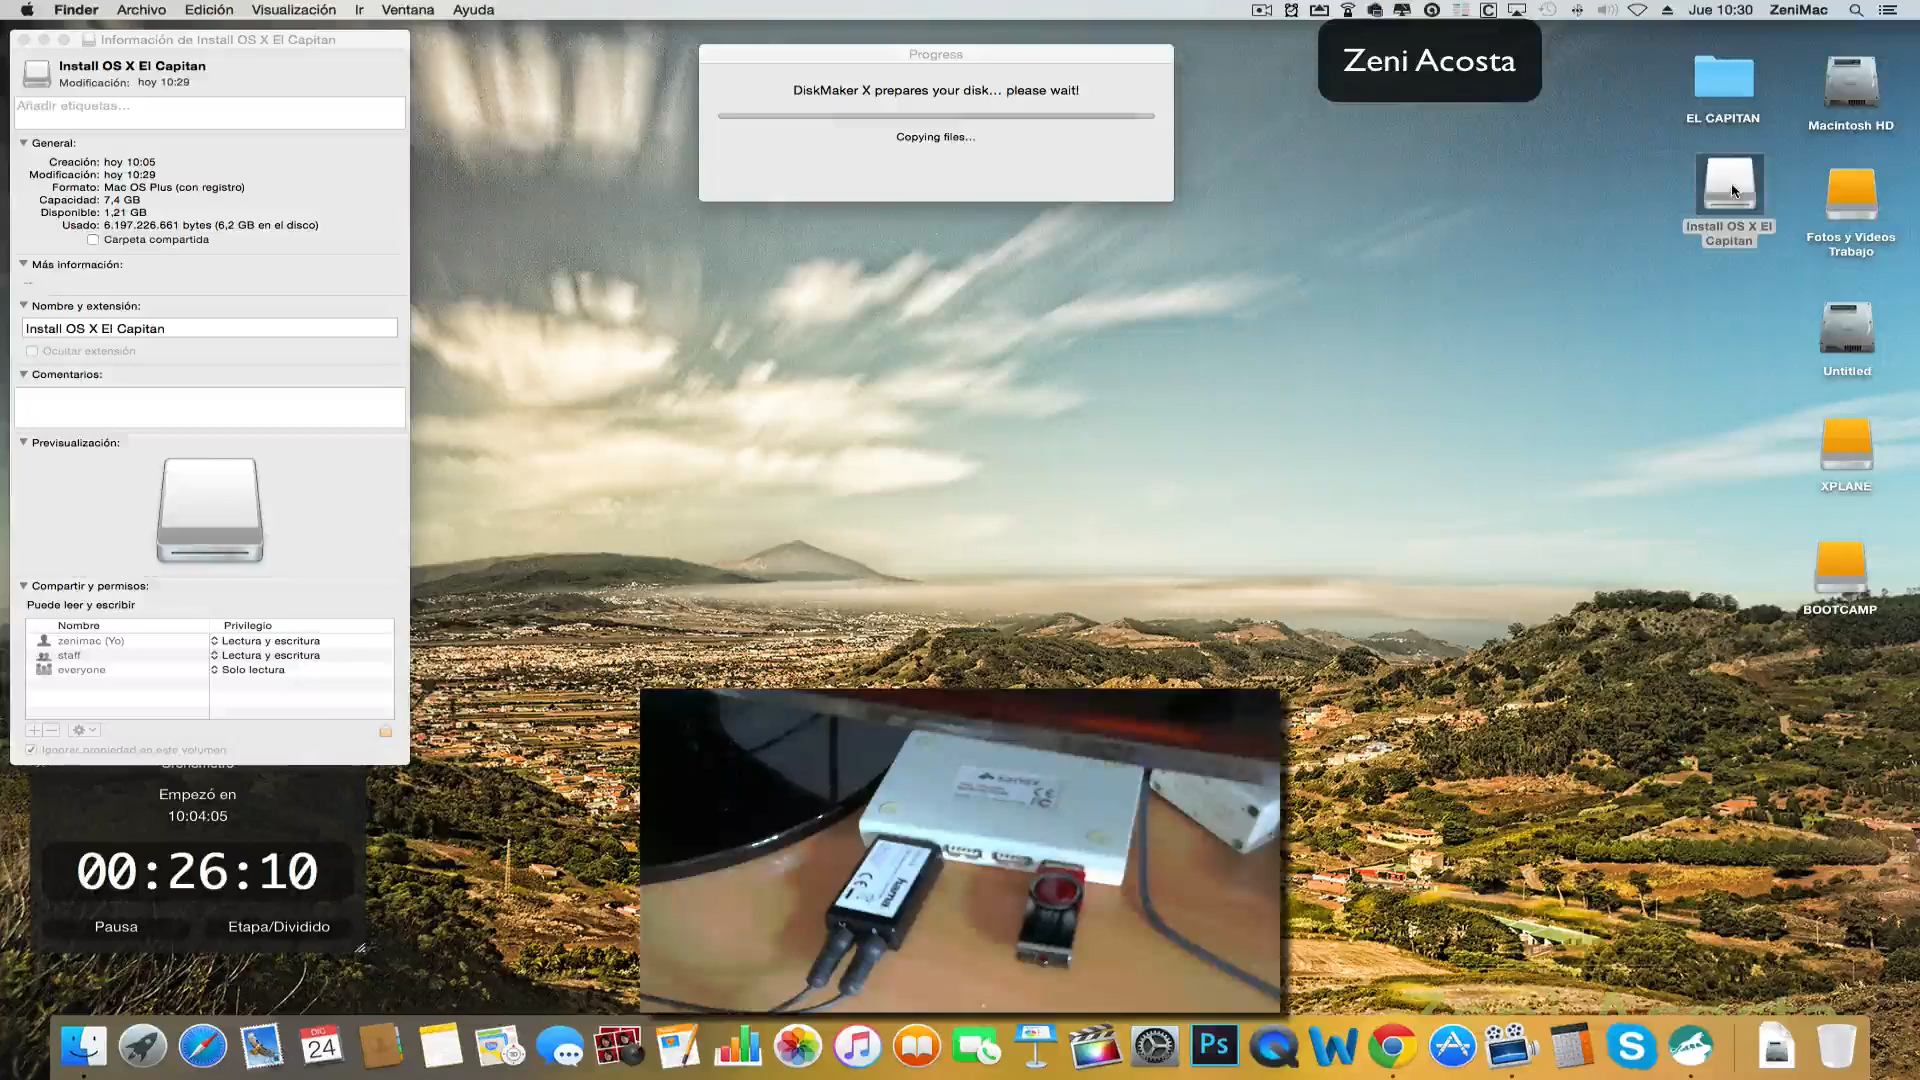 Finder Archivo Edición Visualización Ir Ventana Ayuda
Jue 10:30 ZeniMac
Información de Install OS X El Capitan
Install OS X El Capitan
Modificación: hoy 10:29
Añadir etiquetas...
General:
Creación: hoy 10:05
Modificación: hoy 10:29
Formato: Mac OS Plus (con registro)
Capacidad: 7,4 GB
Disponible: 1,21 GB
Usado: 6.197.226.661 bytes (6,2 GB en el disco)
Carpeta compartida
Más información:
--
Nombre y extensión:
Install OS X El Capitan
Ocultar extensión
Comentarios:
Previsualización:
Compartir y permisos:
Puede leer y escribir
Nombre Privilegio
zenimac (Yo) Lectura y escritura
staff Lectura y escritura
everyone Solo lectura
Ignorar propiedad en este volumen
Cronómetro
Empezó en
10:04:05
00:26:10
Pausa Etapa/Dividido
Progress
DiskMaker X prepares your disk... please wait!
Copying files...
Zeni Acosta
EL CAPITAN
Macintosh HD
Install OS X El
Capitan
Fotos y Videos
Trabajo
Untitled
XPLANE
BOOTCAMP
hama
DIC
24
Ps